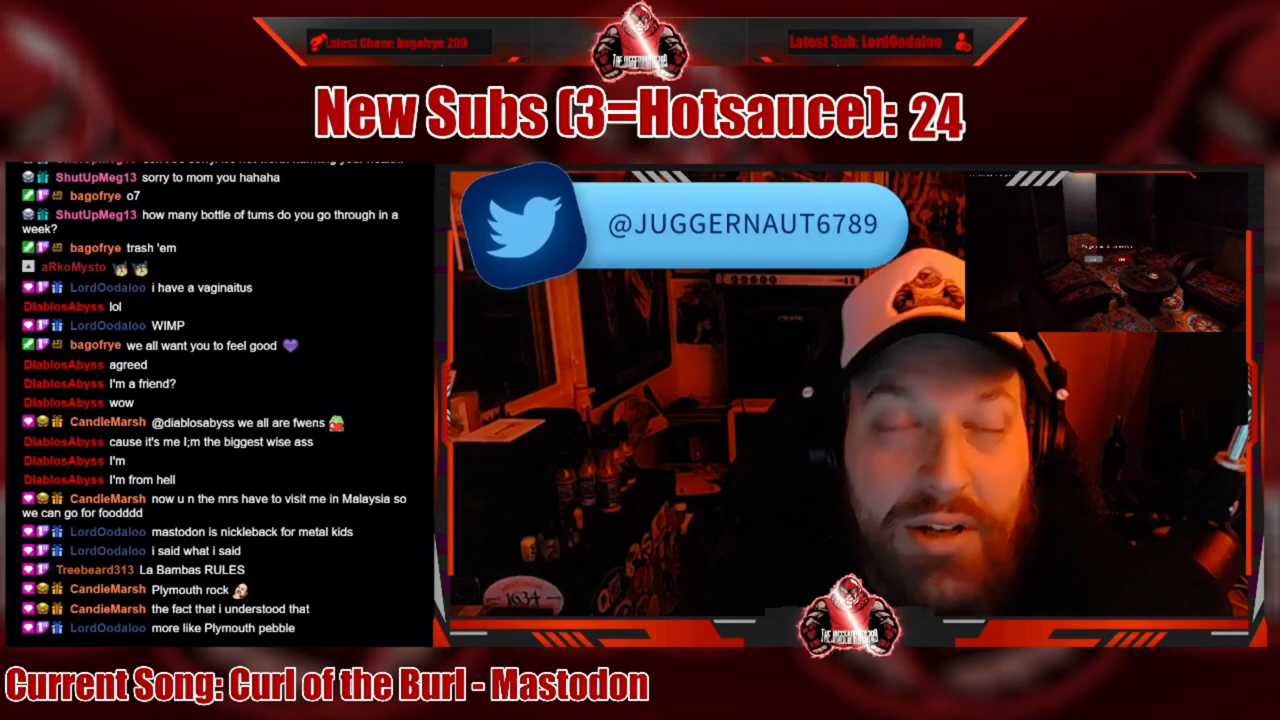 Latest Cheer: bagofrye 200
Latest Sub: LordOodaloo
New Subs (3=Hotsauce): 24
ShutUpMeg13 sorry to mom you hahaha
bagofrye o7
ShutUpMeg13 how many bottle of tums do you go through in a
week?
bagofrye trash 'em
aRkoMysto
LordOodaloo i have a vaginaitus
DIablosAbyss lol
LordOodaloo WIMP
bagofrye we all want you to feel good
DIablosAbyss agreed
DIablosAbyss I'm a friend?
DIablosAbyss wow
CandleMarsh @diablosabyss we all are fwens
DIablosAbyss cause it's me I;m the biggest wise ass
DIablosAbyss I'm
DIablosAbyss I'm from hell
CandleMarsh now u n the mrs have to visit me in Malaysia so
we can go for foodddd
LordOodaloo mastodon is nickleback for metal kids
LordOodaloo i said what i said
Treebeard313 La Bambas RULES
CandleMarsh Plymouth rock
CandleMarsh the fact that i understood that
LordOodaloo more like Plymouth pebble
@JUGGERNAUT6789
1634
Current Song: Curl of the Burl - Mastodon